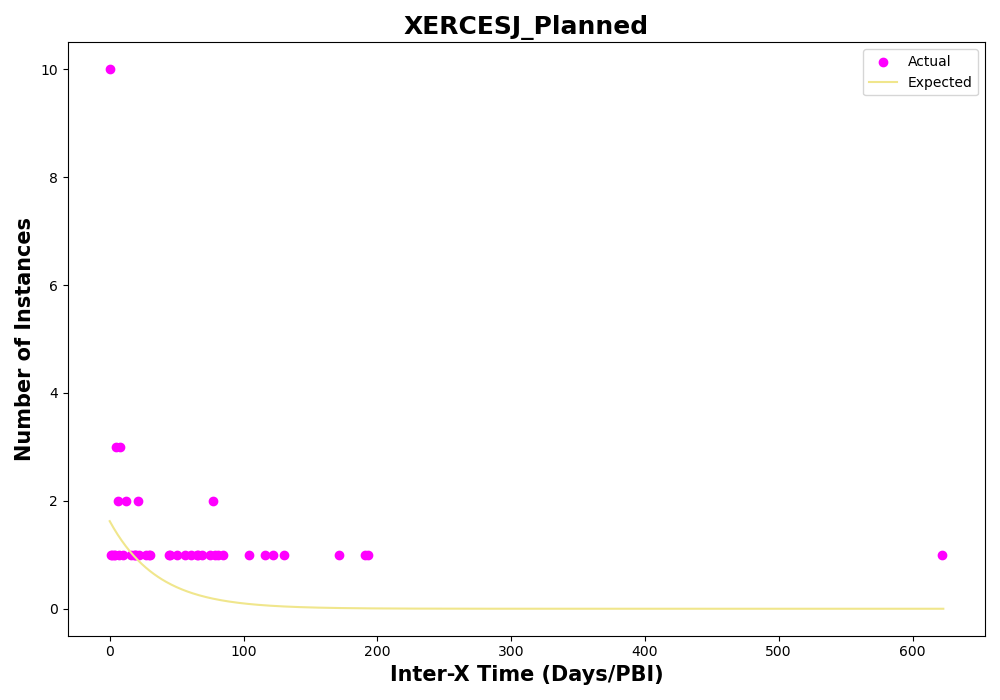 XERCESJ_Planned
Actual
Expected
Number of Instances
10
8
6
4
2
0
0 100 200 300 400 500 600
Inter-X Time (Days/PBI)